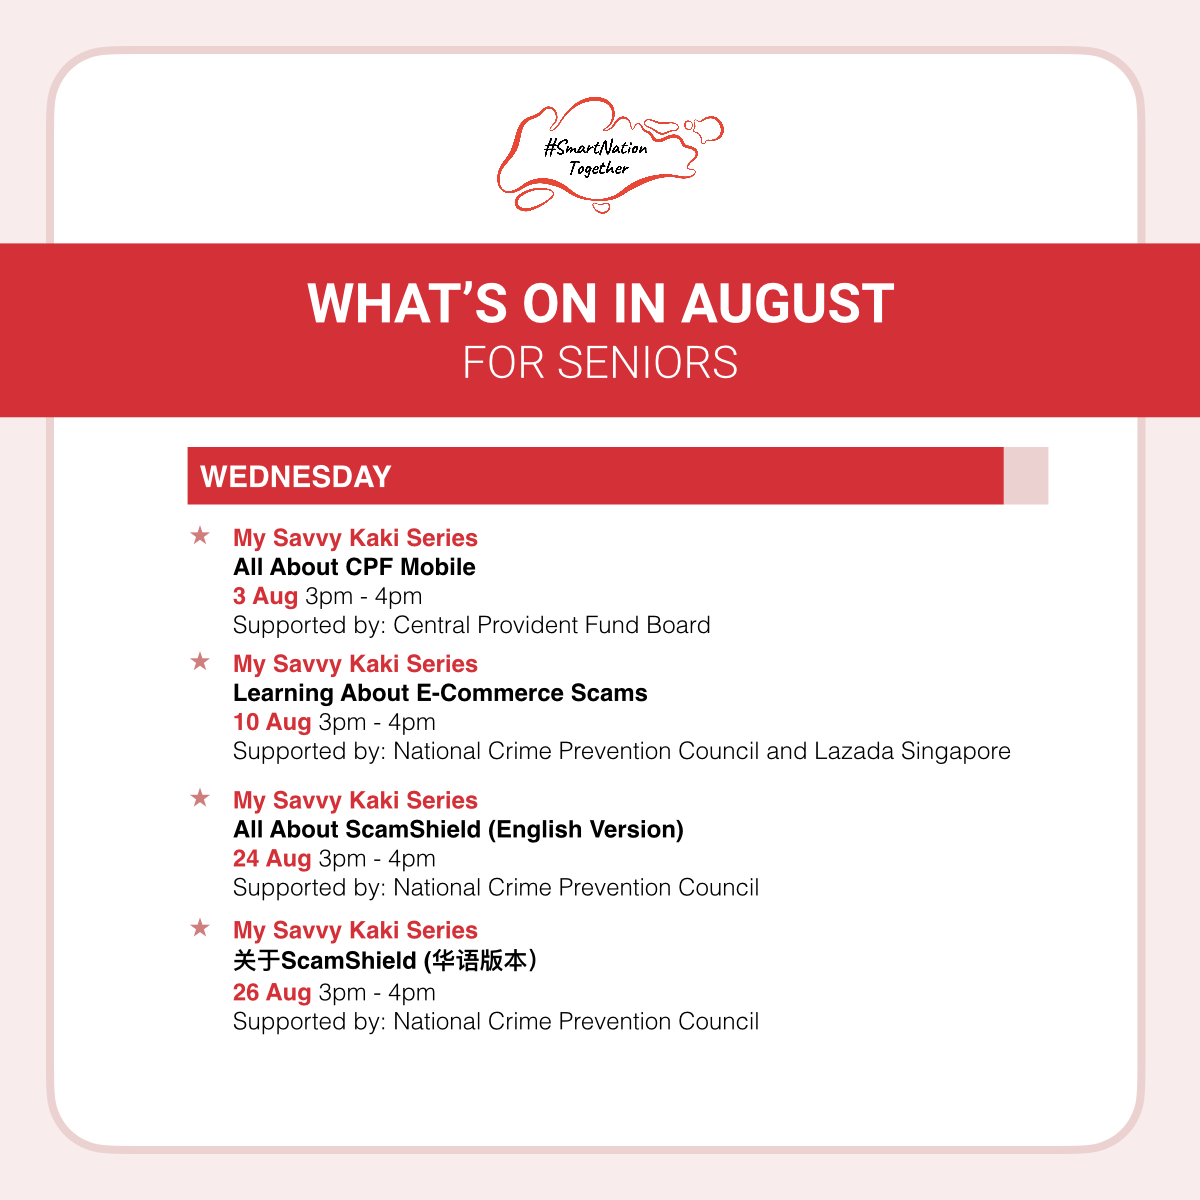 #SmartNation
Together
WHAT’S ON IN AUGUST
FOR SENIORS
WEDNESDAY
My Savvy Kaki Series
All About CPF Mobile
3 Aug 3pm - 4pm
Supported by: Central Provident Fund Board
My Savvy Kaki Series
Learning About E-Commerce Scams
10 Aug 3pm - 4pm
Supported by: National Crime Prevention Council and Lazada Singapore
My Savvy Kaki Series
All About ScamShield (English Version)
24 Aug 3pm - 4pm
Supported by: National Crime Prevention Council
My Savvy Kaki Series
关于ScamShield (华语版本）
26 Aug 3pm - 4pm
Supported by: National Crime Prevention Council